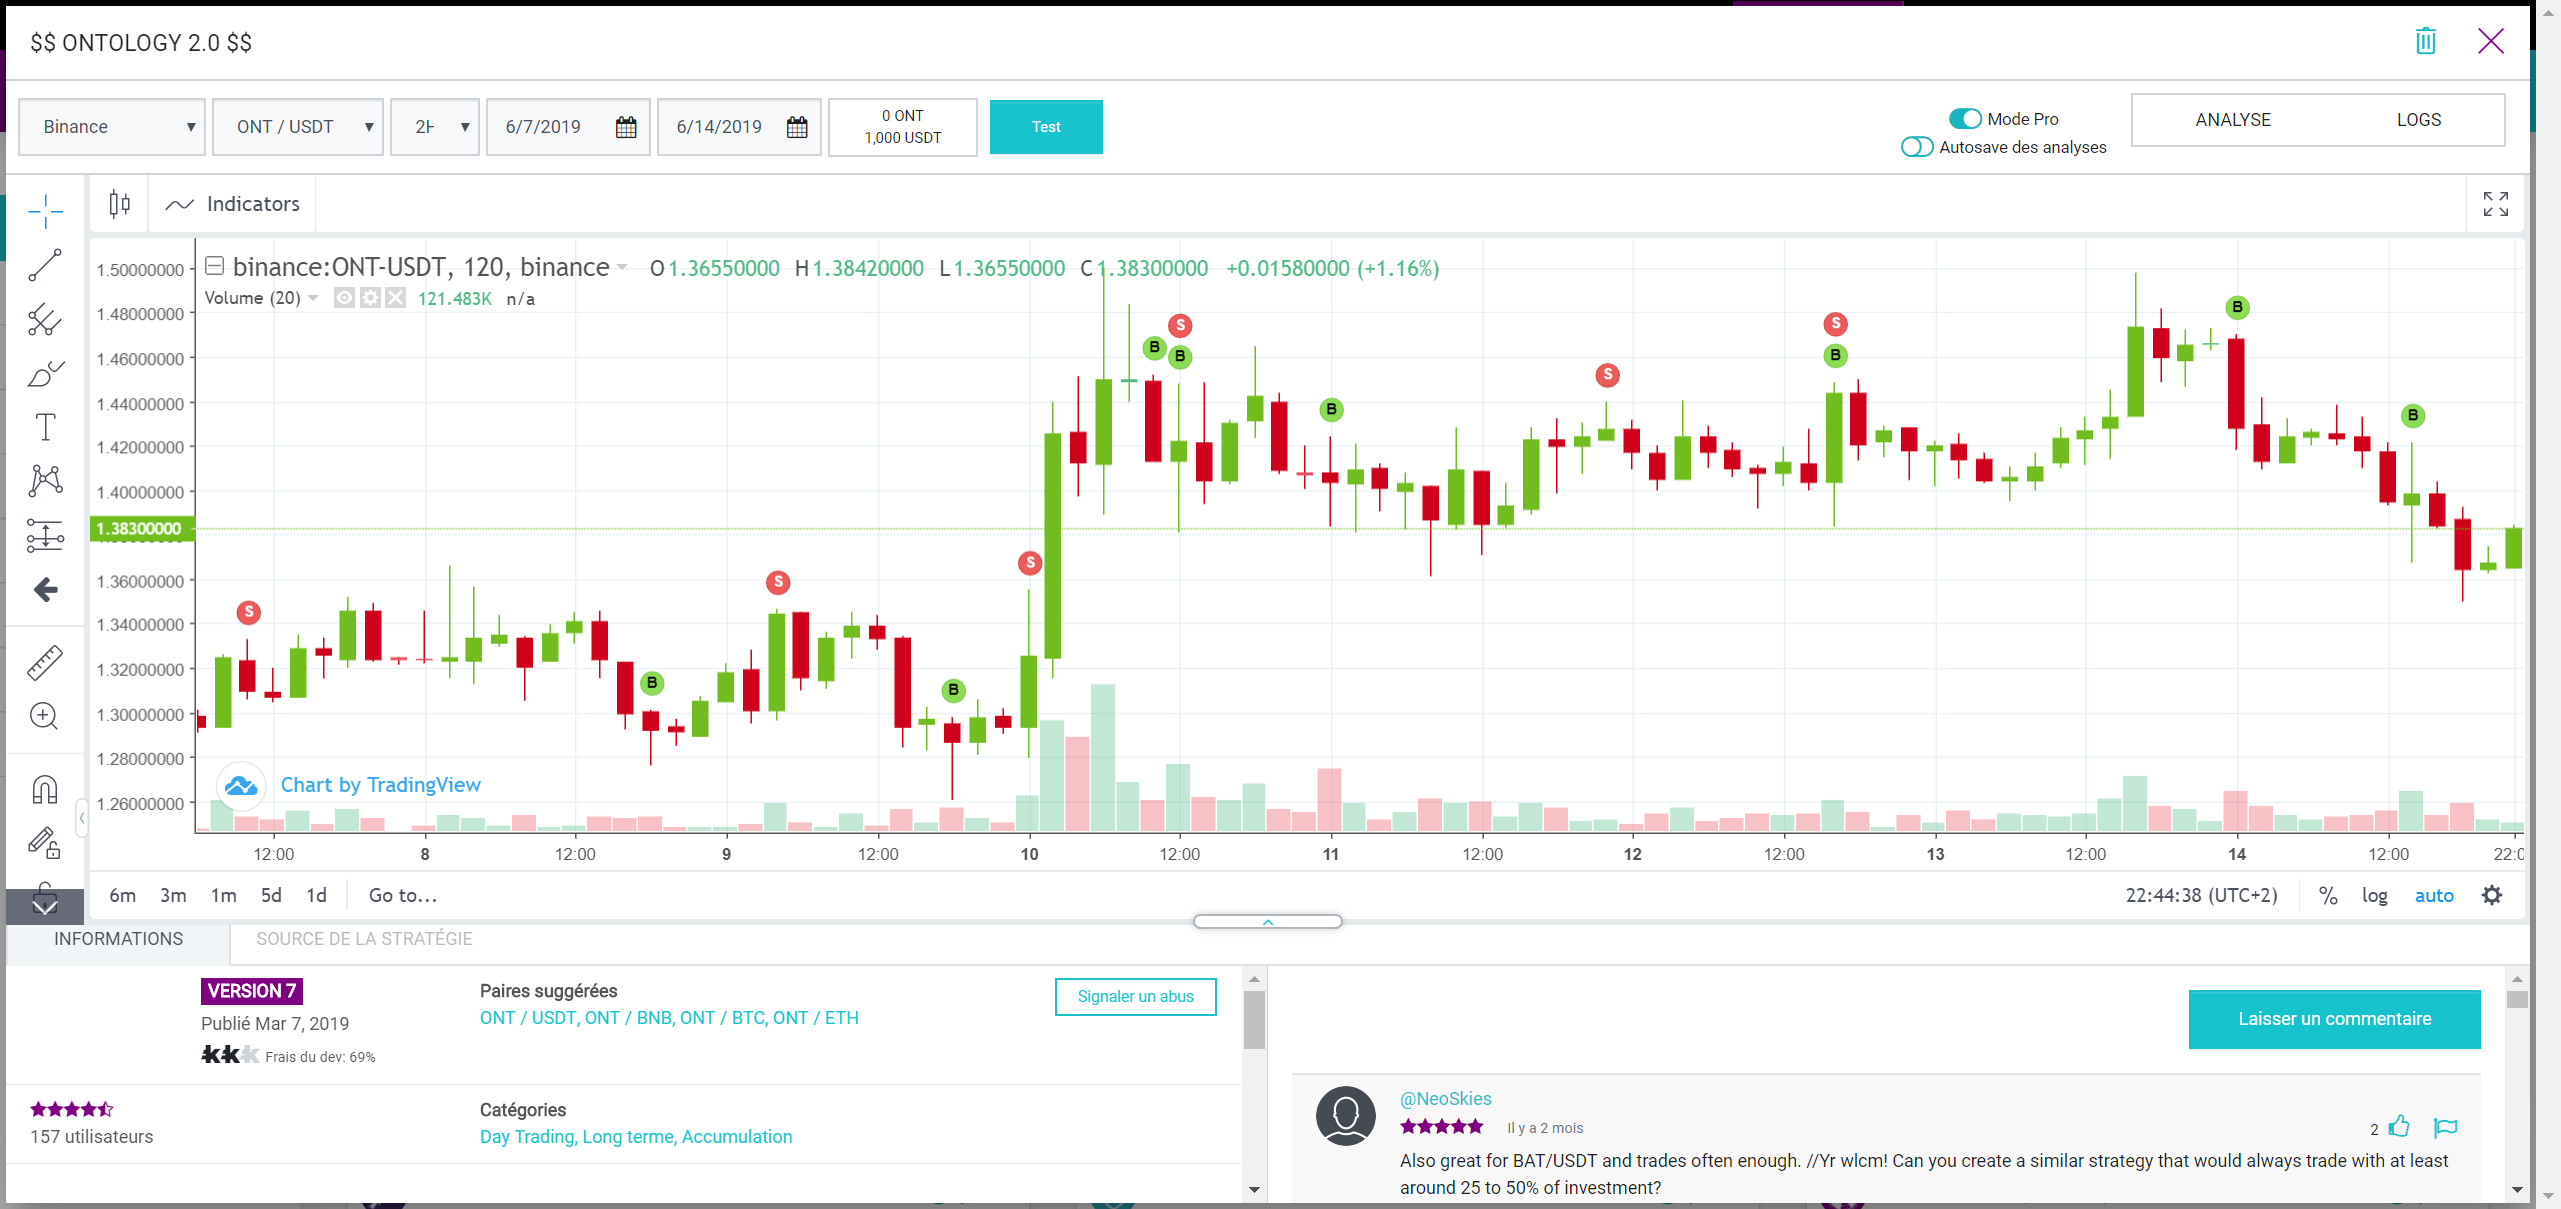 $$ ONTOLOGY 2.0 $$
Binance
ONT / USDT
6/7/2019
6/14/2019
0 ONT
1,000 USDT
Test
Mode Pro
Autosave des analyses
ANALYSE
LOGS
Indicators
binance:ONT-USDT, 120, binance
O 1.36550000 H 1.38420000 L 1.36550000 C 1.38300000 +0.01580000 (+1.16%)
Volume (20)
121.483K n/a
1.50000000
1.48000000
1.46000000
1.44000000
1.42000000
1.40000000
1.38300000
1.36000000
1.34000000
1.32000000
1.30000000
1.28000000
1.26000000
S
B
S
B
S
B
S
B
B
S
S
B
B
B
Chart by TradingView
12:00 8 12:00 9 12:00 10 12:00 11 12:00 12 12:00 13 12:00 14 12:00
6m 3m 1m 5d 1d Go to...
22:44:38 (UTC+2) % log auto
INFORMATIONS
SOURCE DE LA STRATÉGIE
VERSION 7
Publié Mar 7, 2019
Frais du dev: 69%
Paires suggérées
ONT / USDT, ONT / BNB, ONT / BTC, ONT / ETH
Signaler un abus
157 utilisateurs
Catégories
Day Trading, Long terme, Accumulation
Laisser un commentaire
@NeoSkies
Il y a 2 mois
2
Also great for BAT/USDT and trades often enough. //Yr wlcm! Can you create a similar strategy that would always trade with at least
around 25 to 50% of investment?